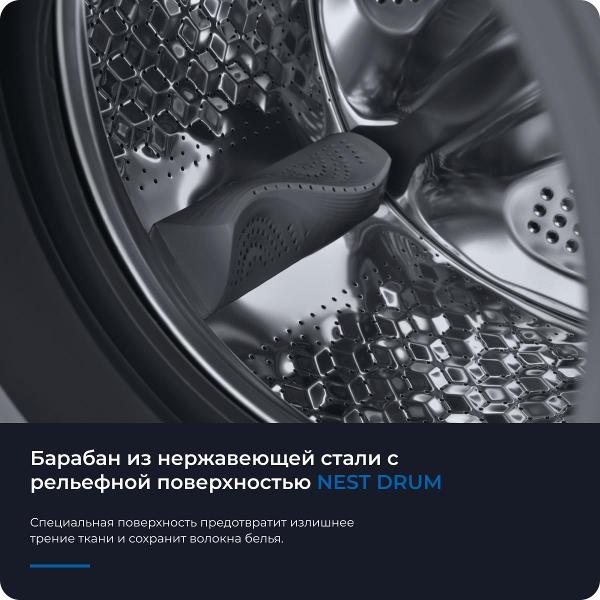 Барабан из нержавеющей стали с
рельефной поверхностью NEST DRUM
Специальная поверхность предотвратит излишнее
трение ткани и сохранит волокна белья.